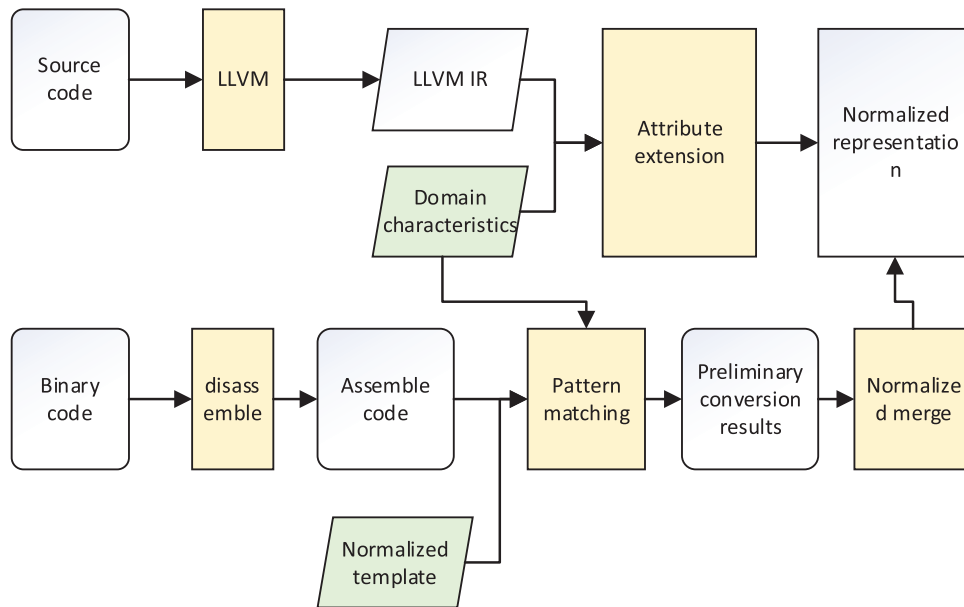 Source
code
LLVM
LLVM IR
Domain
characteristics
Attribute
extension
Normalized
representatio
n
Binary
code
disass
emble
Assemble
code
Pattern
matching
Preliminary
conversion
results
Normalize
d merge
Normalized
template